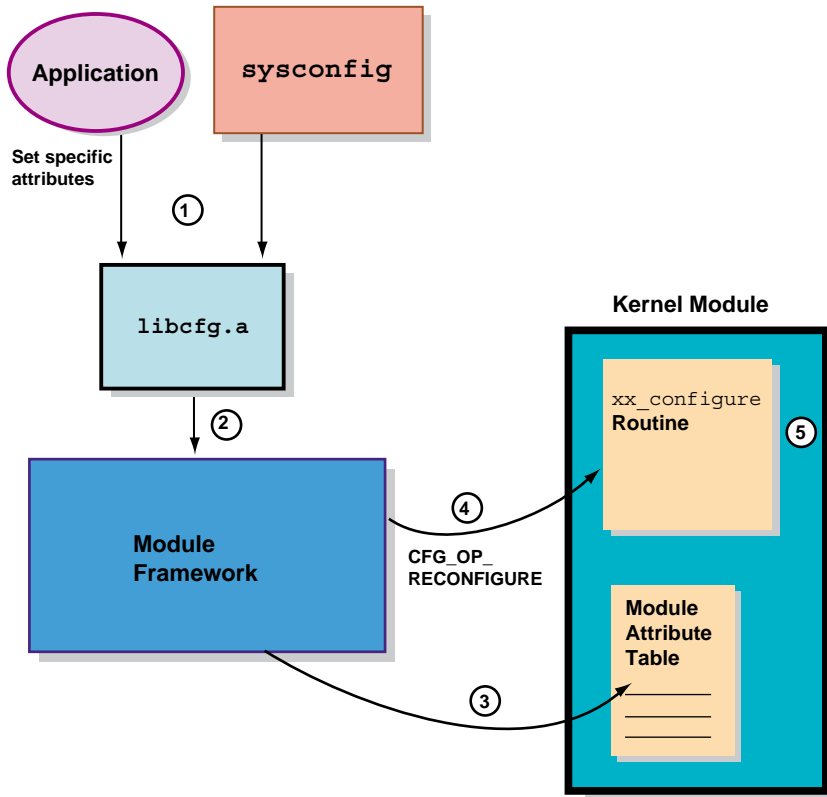 Application
sysconfig
Set specific
attributes
1
libcfg.a
Kernel Module
2
xx_configure
Routine
5
4
Module
Framework
CFG_OP_
RECONFIGURE
Module
Attribute
Table
3